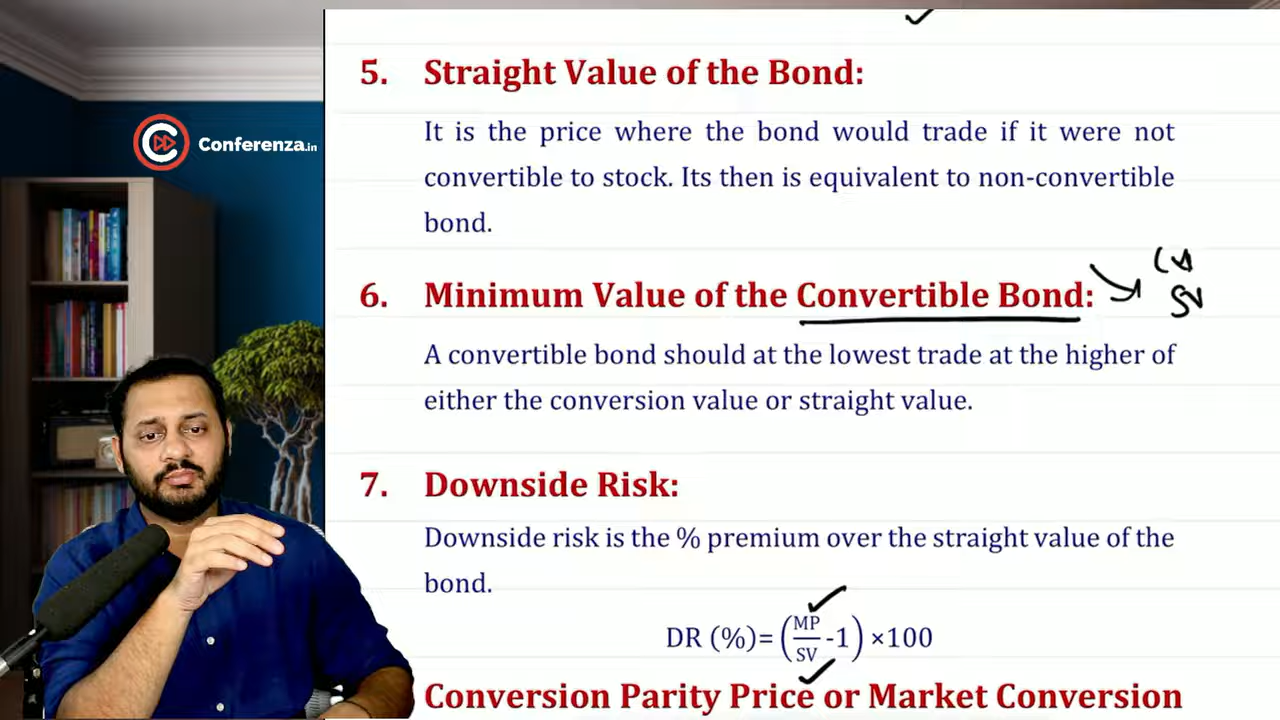 Conferenza.in
5. Straight Value of the Bond:
It is the price where the bond would trade if it were not
convertible to stock. Its then is equivalent to non-convertible
bond.
6. Minimum Value of the Convertible Bond:
CV
SV
A convertible bond should at the lowest trade at the higher of
either the conversion value or straight value.
7. Downside Risk:
Downside risk is the % premium over the straight value of the
bond.
DR (%)= (MP/SV -1) ×100
Conversion Parity Price or Market Conversion